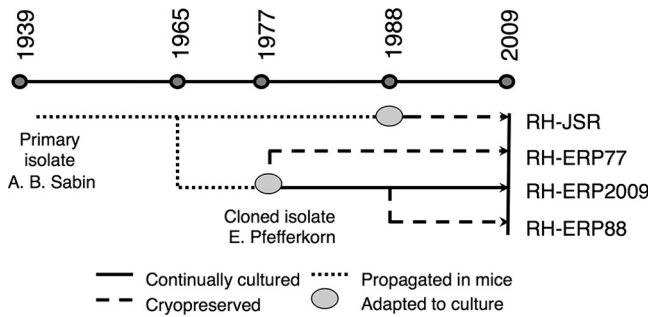 1939
1965
1977
1988
2009
Primary
isolate
A. B. Sabin
RH-JSR
RH-ERP77
RH-ERP2009
RH-ERP88
Cloned isolate
E. Pfefferkorn
Continually cultured
Propagated in mice
Cryopreserved
Adapted to culture